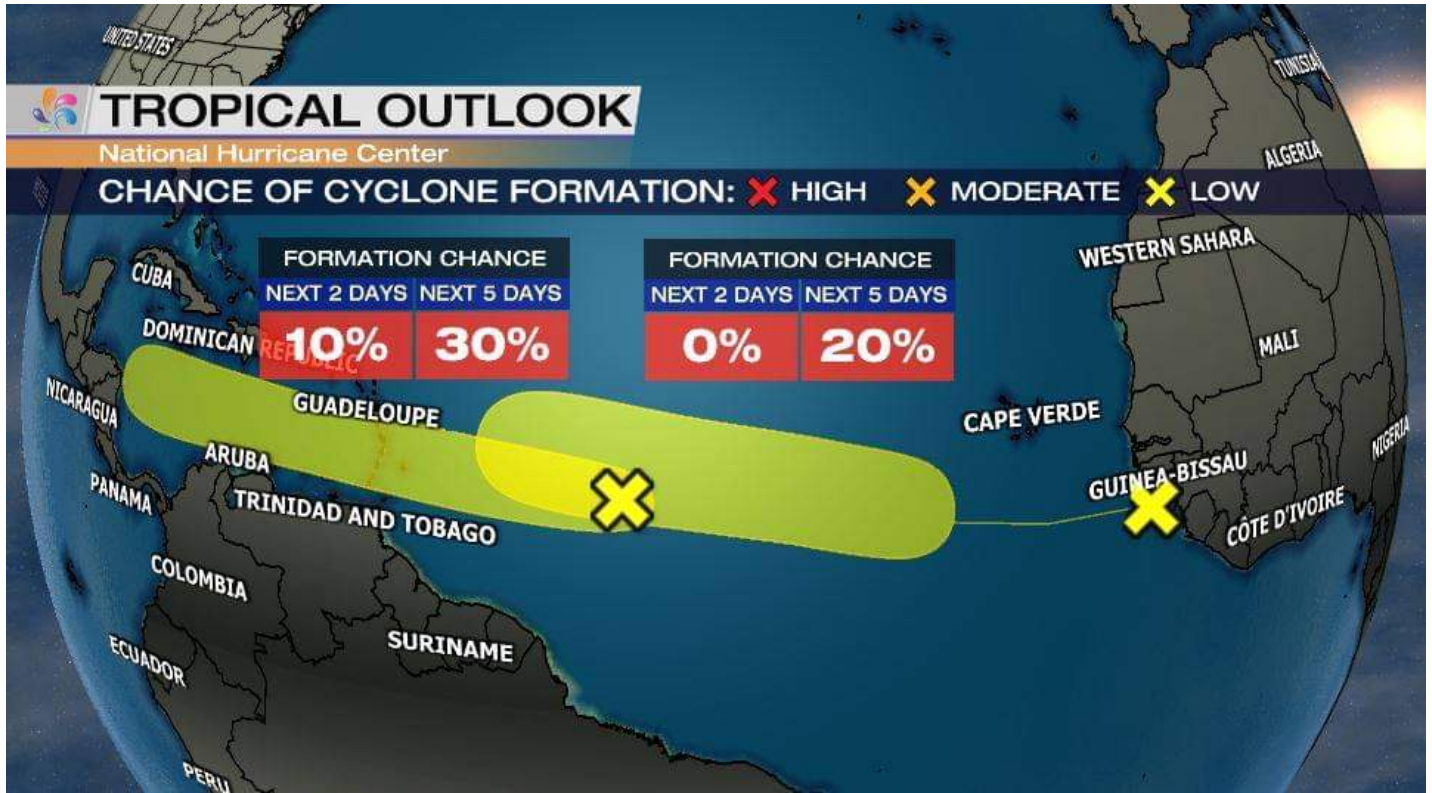 UNITED STATES
TUNISIA
TROPICAL OUTLOOK
National Hurricane Center
ALGERIA
CHANCE OF CYCLONE FORMATION: HIGH MODERATE LOW
WESTERN SAHARA
CUBA
FORMATION CHANCE
NEXT 2 DAYS NEXT 5 DAYS
10% 30%
FORMATION CHANCE
NEXT 2 DAYS NEXT 5 DAYS
0% 20%
DOMINICAN REPUBLIC
MALI
NICARAGUA
GUADELOUPE
CAPE VERDE
NIGERIA
ARUBA
GUINEA-BISSAU
PANAMA
TRINIDAD AND TOBAGO
CÔTE D'IVOIRE
COLOMBIA
SURINAME
ECUADOR
PERU